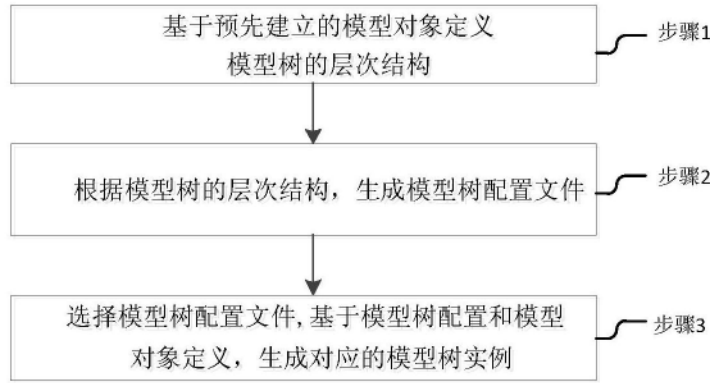 基于预先建立的模型对象定义
模型树的层次结构
步骤1
根据模型树的层次结构，生成模型树配置文件
步骤2
选择模型树配置文件,基于模型树配置和模型
对象定义，生成对应的模型树实例
步骤3